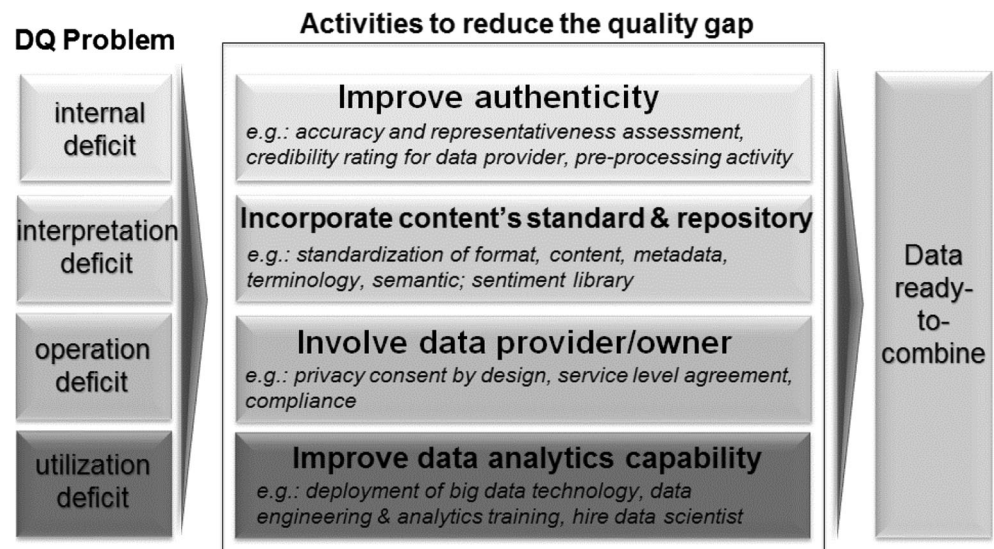 DQ Problem
Activities to reduce the quality gap
internal
deficit
Improve authenticity
e.g.: accuracy and representativeness assessment,
credibility rating for data provider, pre-processing activity
interpretation
deficit
Incorporate content's standard & repository
e.g.: standardization of format, content, metadata,
terminology, semantic; sentiment library
operation
deficit
Involve data provider/owner
e.g.: privacy consent by design, service level agreement,
compliance
utilization
deficit
Improve data analytics capability
e.g.: deployment of big data technology, data
engineering & analytics training, hire data scientist
Data
ready-
to-
combine